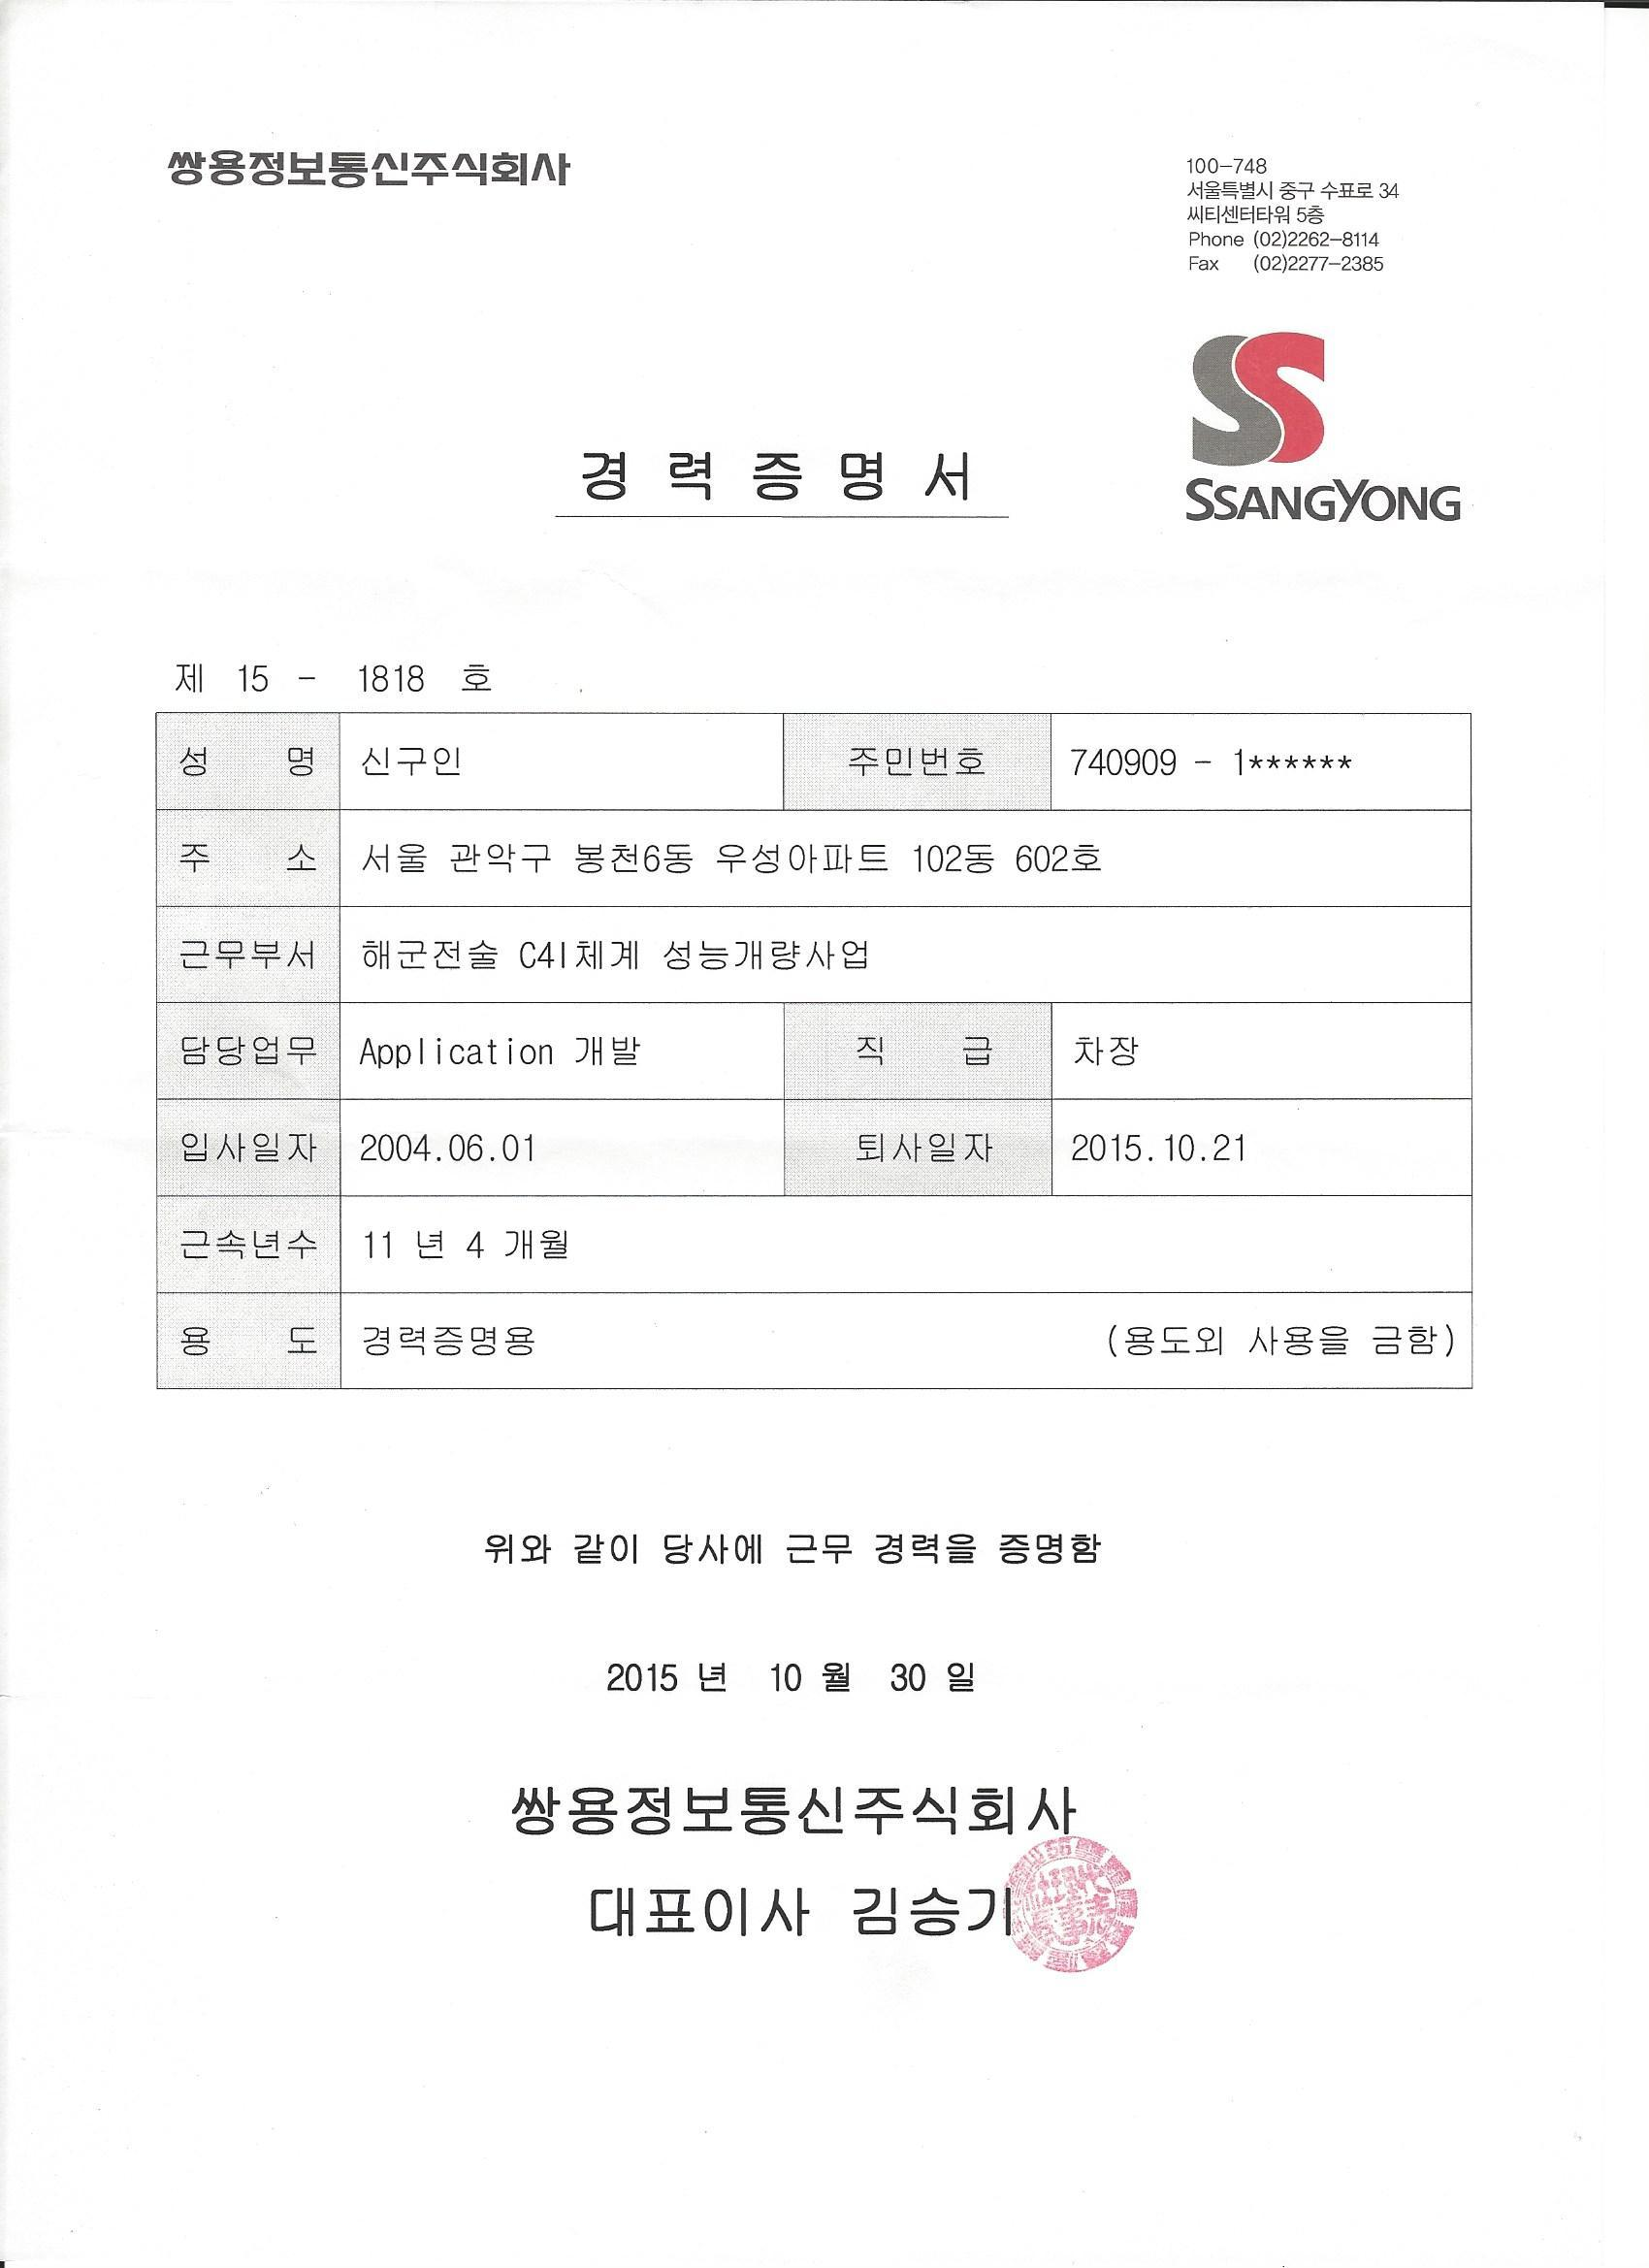 쌍용정보통신주식회사
100-748
서울특별시 중구 수표로 34
씨티센터타워 5층
Phone (02)2262-8114
Fax (02)2277-2385
SSANGYONG
경 력 증 명 서
제 15 - 1818 호
성 명 신구인 주민번호 740909 - 1******
주 소 서울 관악구 봉천6동 우성아파트 102동 602호
근무부서 해군전술 C4I체계 성능개량사업
담당업무 Application 개발 직 급 차장
입사일자 2004.06.01 퇴사일자 2015.10.21
근속년수 11 년 4 개월
용 도 경력증명용 (용도외 사용을 금함)
위와 같이 당사에 근무 경력을 증명함
2015 년 10 월 30 일
쌍용정보통신주식회사
대표이사 김승기